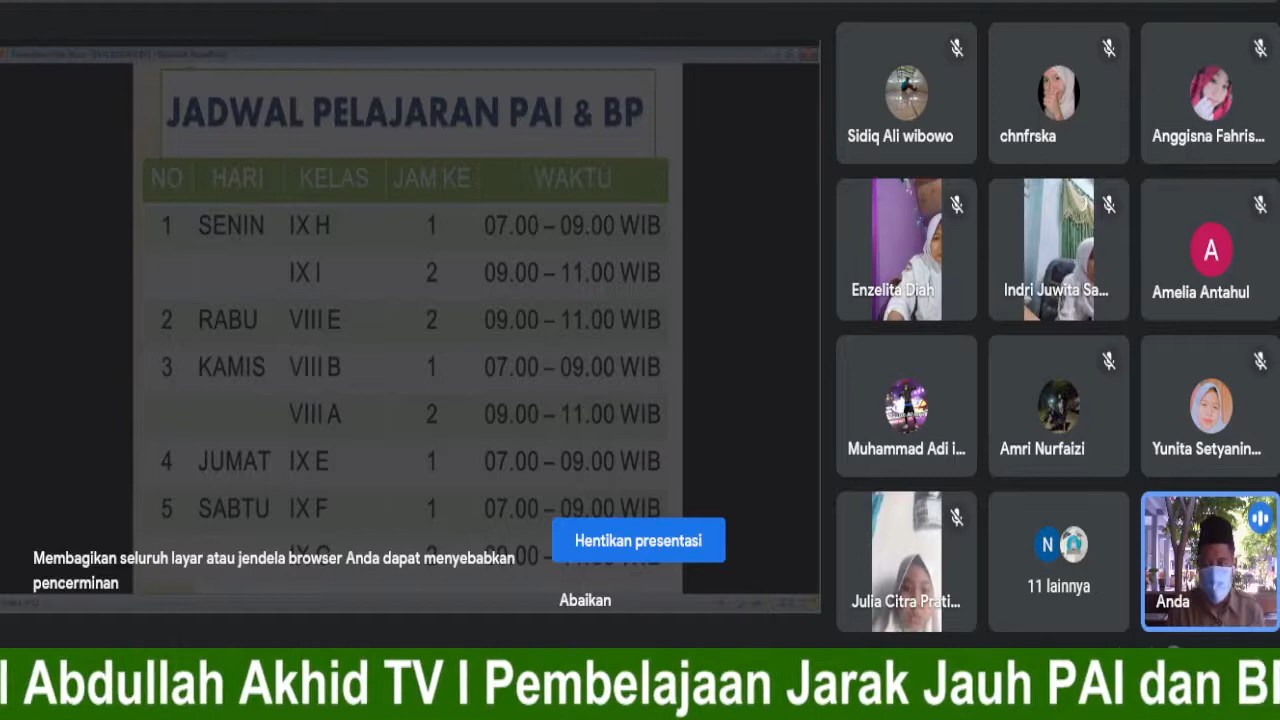 JADWAL PELAJARAN PAI & BP
NO HARI KELAS JAM KE WAKTU
1 SENIN IX H 1 07.00 – 09.00 WIB
IX I 2 09.00 – 11.00 WIB
2 RABU VIII E 2 09.00 – 11.00 WIB
3 KAMIS VIII B 1 07.00 – 09.00 WIB
VIII A 2 09.00 – 11.00 WIB
4 JUMAT IX E 1 07.00 – 09.00 WIB
5 SABTU IX F 1 07.00 – 09.00 WIB
Membagikan seluruh layar atau jendela browser Anda dapat menyebabkan
pencerminan
Hentikan presentasi
Abaikan
Sidiq Ali wibowo
chnfrska
Anggisna Fahris...
Enzelita Diah
Indri Juwita Sa...
A
Amelia Antahul
Muhammad Adi i...
Amri Nurfaizi
Yunita Setyanin...
Julia Citra Prati...
N
11 lainnya
Anda
I Abdullah Akhid TV I Pembelajaan Jarak Jauh PAI dan BI